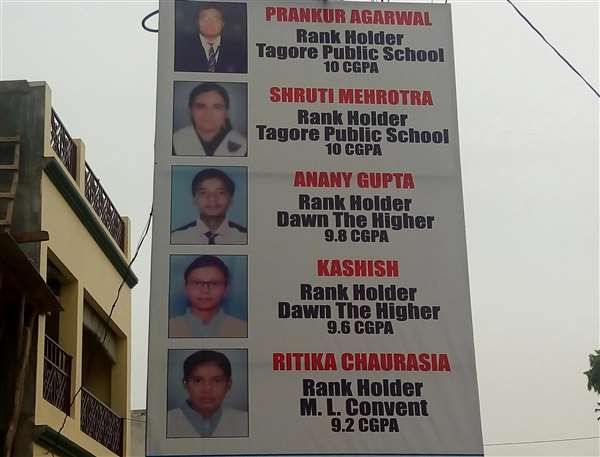 PRANKUR AGARWAL
Rank Holder
Tagore Public School
10 CGPA
SHRUTI MEHROTRA
Rank Holder
Tagore Public School
10 CGPA
ANANY GUPTA
Rank Holder
Dawn The Higher
9.8 CGPA
KASHISH
Rank Holder
Dawn The Higher
9.6 CGPA
RITIKA CHAURASIA
Rank Holder
M. L. Convent
9.2 CGPA